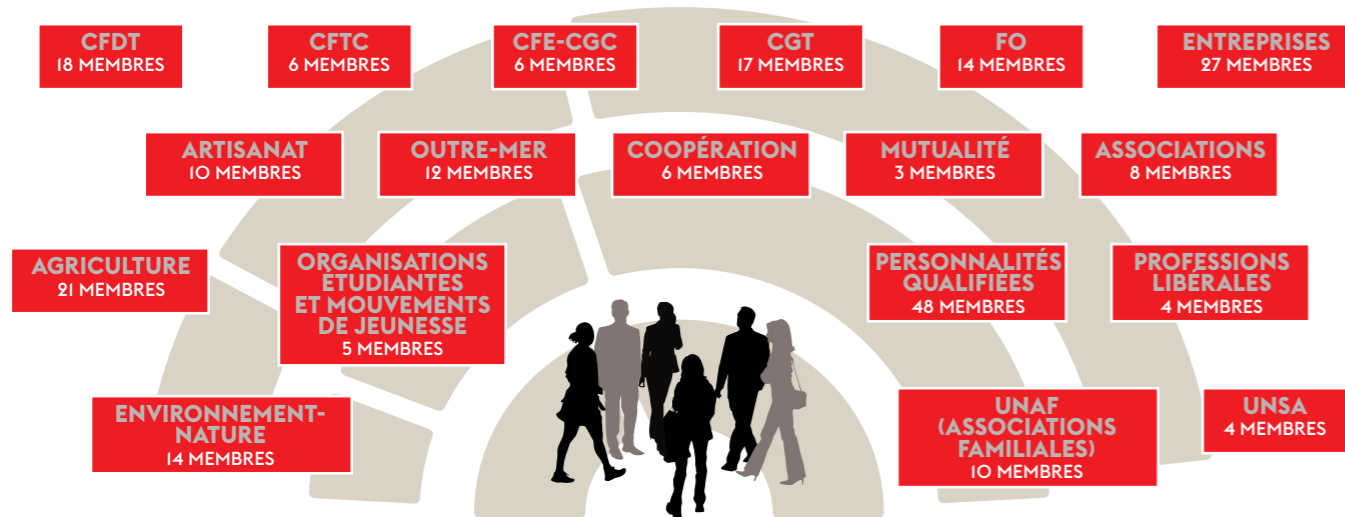 CFDT
18 MEMBRES
CFTC
6 MEMBRES
CFE-CGC
6 MEMBRES
CGT
17 MEMBRES
FO
14 MEMBRES
ENTREPRISES
27 MEMBRES
ARTISANAT
10 MEMBRES
OUTRE-MER
12 MEMBRES
COOPÉRATION
6 MEMBRES
MUTUALITÉ
3 MEMBRES
ASSOCIATIONS
8 MEMBRES
AGRICULTURE
21 MEMBRES
ORGANISATIONS
ÉTUDIANTES
ET MOUVEMENTS
DE JEUNESSE
5 MEMBRES
PERSONNALITÉS
QUALIFIÉES
48 MEMBRES
PROFESSIONS
LIBÉRALES
4 MEMBRES
ENVIRONNEMENT-
NATURE
14 MEMBRES
UNAF
(ASSOCIATIONS
FAMILIALES)
10 MEMBRES
UNSA
4 MEMBRES